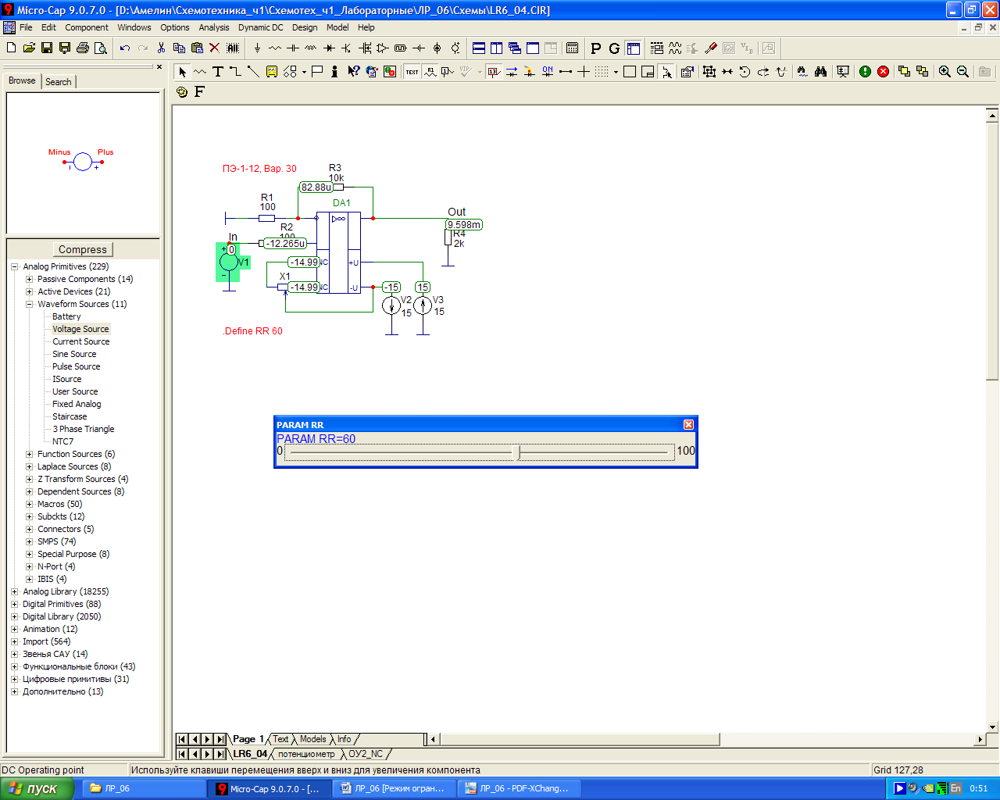 Micro-Cap 9.0.7.0 - [D:\Амелин\Схемотехника_ч1\Схемотех_ч1_Лабораторные\ЛР_06\Схемы\LR6_04.CIR]
File Edit Component Windows Options Analysis Dynamic DC Design Model Help
Browse Search
Minus Plus
Compress
Analog Primitives (229)
Passive Components (14)
Active Devices (21)
Waveform Sources (11)
Battery
Voltage Source
Current Source
Sine Source
Pulse Source
ISource
User Source
Fixed Analog
Staircase
3 Phase Triangle
NTC7
Function Sources (6)
Laplace Sources (8)
Z Transform Sources (4)
Dependent Sources (8)
Macros (50)
Subckts (12)
Connectors (5)
SMPS (74)
Special Purpose (8)
N-Port (4)
IBIS (4)
Analog Library (18255)
Digital Primitives (88)
Digital Library (2050)
Animation (12)
Import (564)
Звенья САУ (14)
Функциональные блоки (43)
Цифровые примитивы (31)
Дополнительно (13)
ПЭ-1-12, Вар. 30
R3
10k
82.88u
R1
100
DA1
Out
9.598m
R4
2k
R2
100
In
-12.265u
0
V1
-14.99
NC
+U
X1
-14.99
NC
-U
-15
15
V2
15
V3
15
.Define RR 60
PARAM RR
PARAM RR=60
0 100
Page 1 Text Models Info
LR6_04 потенциометр ОУ2_NC
DC Operating point Используйте клавиши перемещения вверх и вниз для увеличения компонента Grid 127,28
пуск ЛР_06 Micro-Cap 9.0.7.0 - [... ЛР_06 [Режим огран... ЛР_06 - PDF-XChang... En 0:51